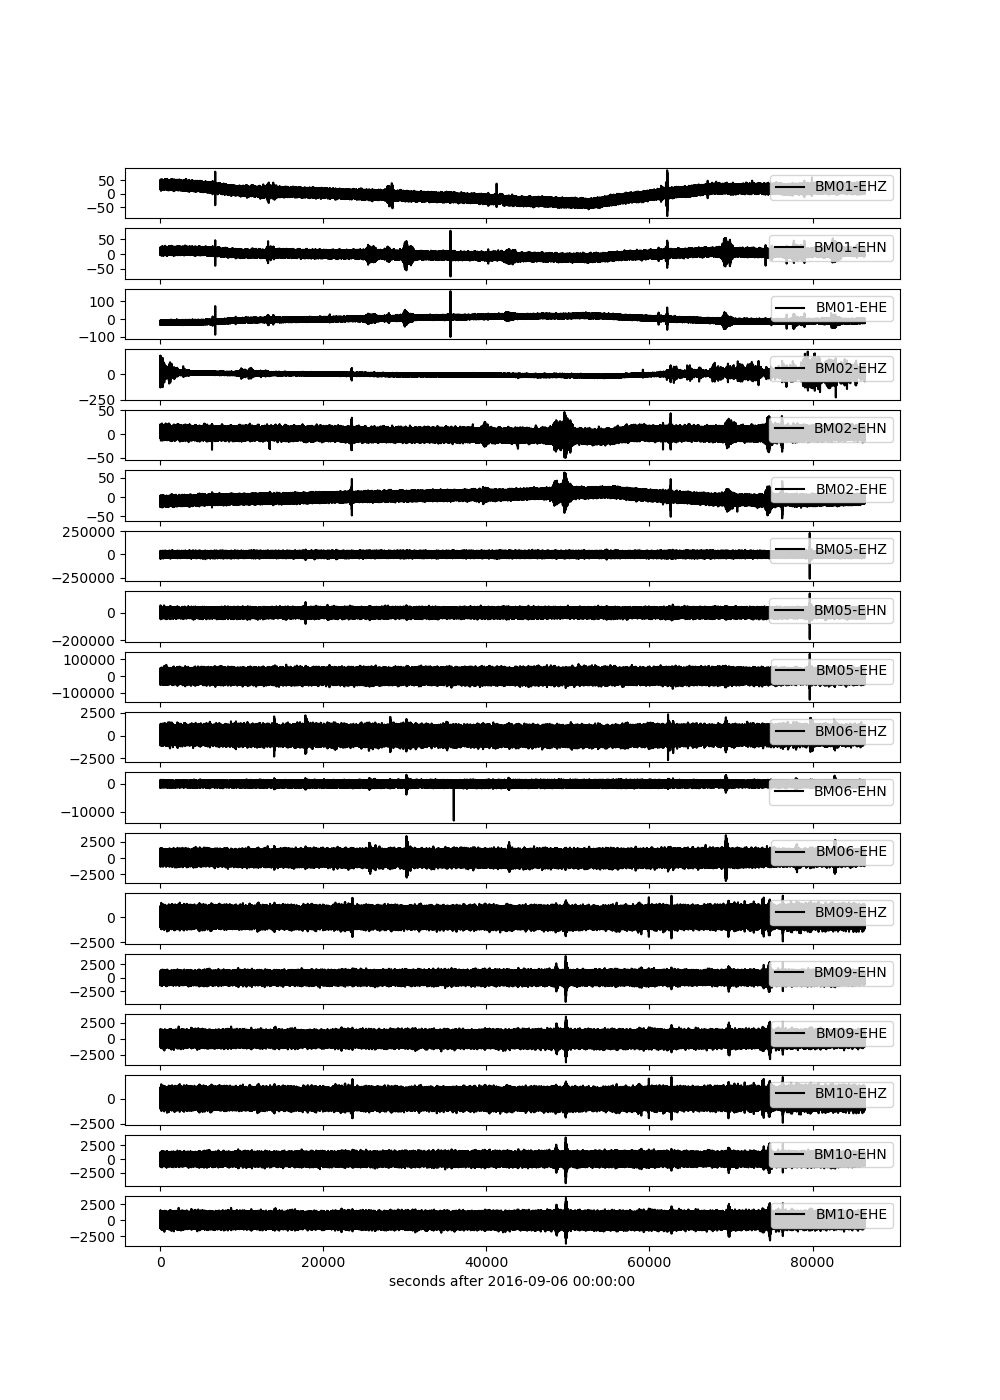 50
0
−50
BM01-EHZ
50
0
−50
BM01-EHN
100
0
−100
BM01-EHE
0
−250
BM02-EHZ
50
0
−50
BM02-EHN
50
0
−50
BM02-EHE
250000
0
−250000
BM05-EHZ
0
−200000
BM05-EHN
100000
0
−100000
BM05-EHE
2500
0
−2500
BM06-EHZ
0
−10000
BM06-EHN
2500
0
−2500
BM06-EHE
0
−2500
BM09-EHZ
2500
0
−2500
BM09-EHN
2500
0
−2500
BM09-EHE
0
−2500
BM10-EHZ
2500
0
−2500
BM10-EHN
2500
0
−2500
BM10-EHE
0 20000 40000 60000 80000
seconds after 2016-09-06 00:00:00